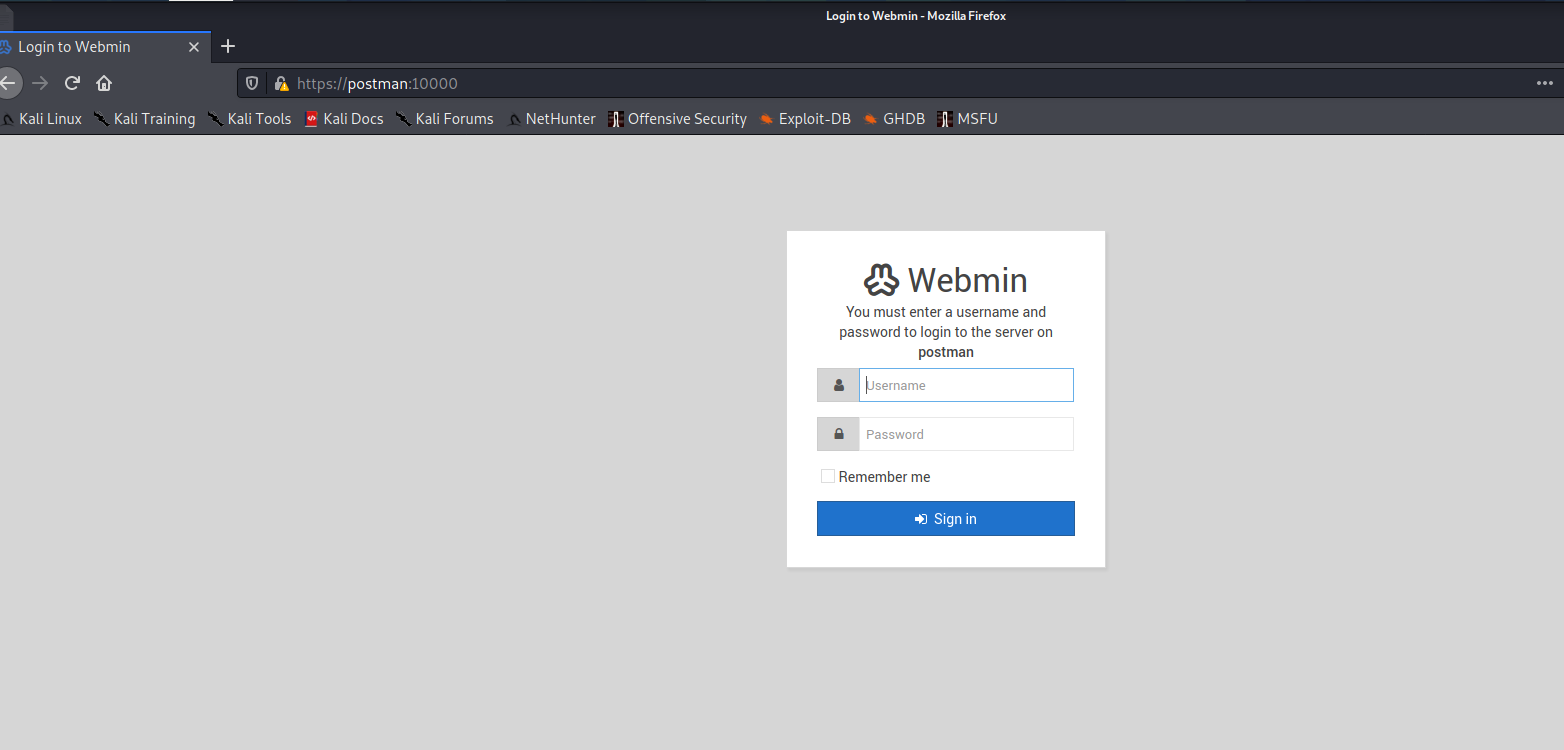 Login to Webmin - Mozilla Firefox
Login to Webmin
https://postman:10000
Kali Linux Kali Training Kali Tools Kali Docs Kali Forums NetHunter Offensive Security Exploit-DB GHDB MSFU
Webmin
You must enter a username and
password to login to the server on
postman
Username
Password
Remember me
Sign in